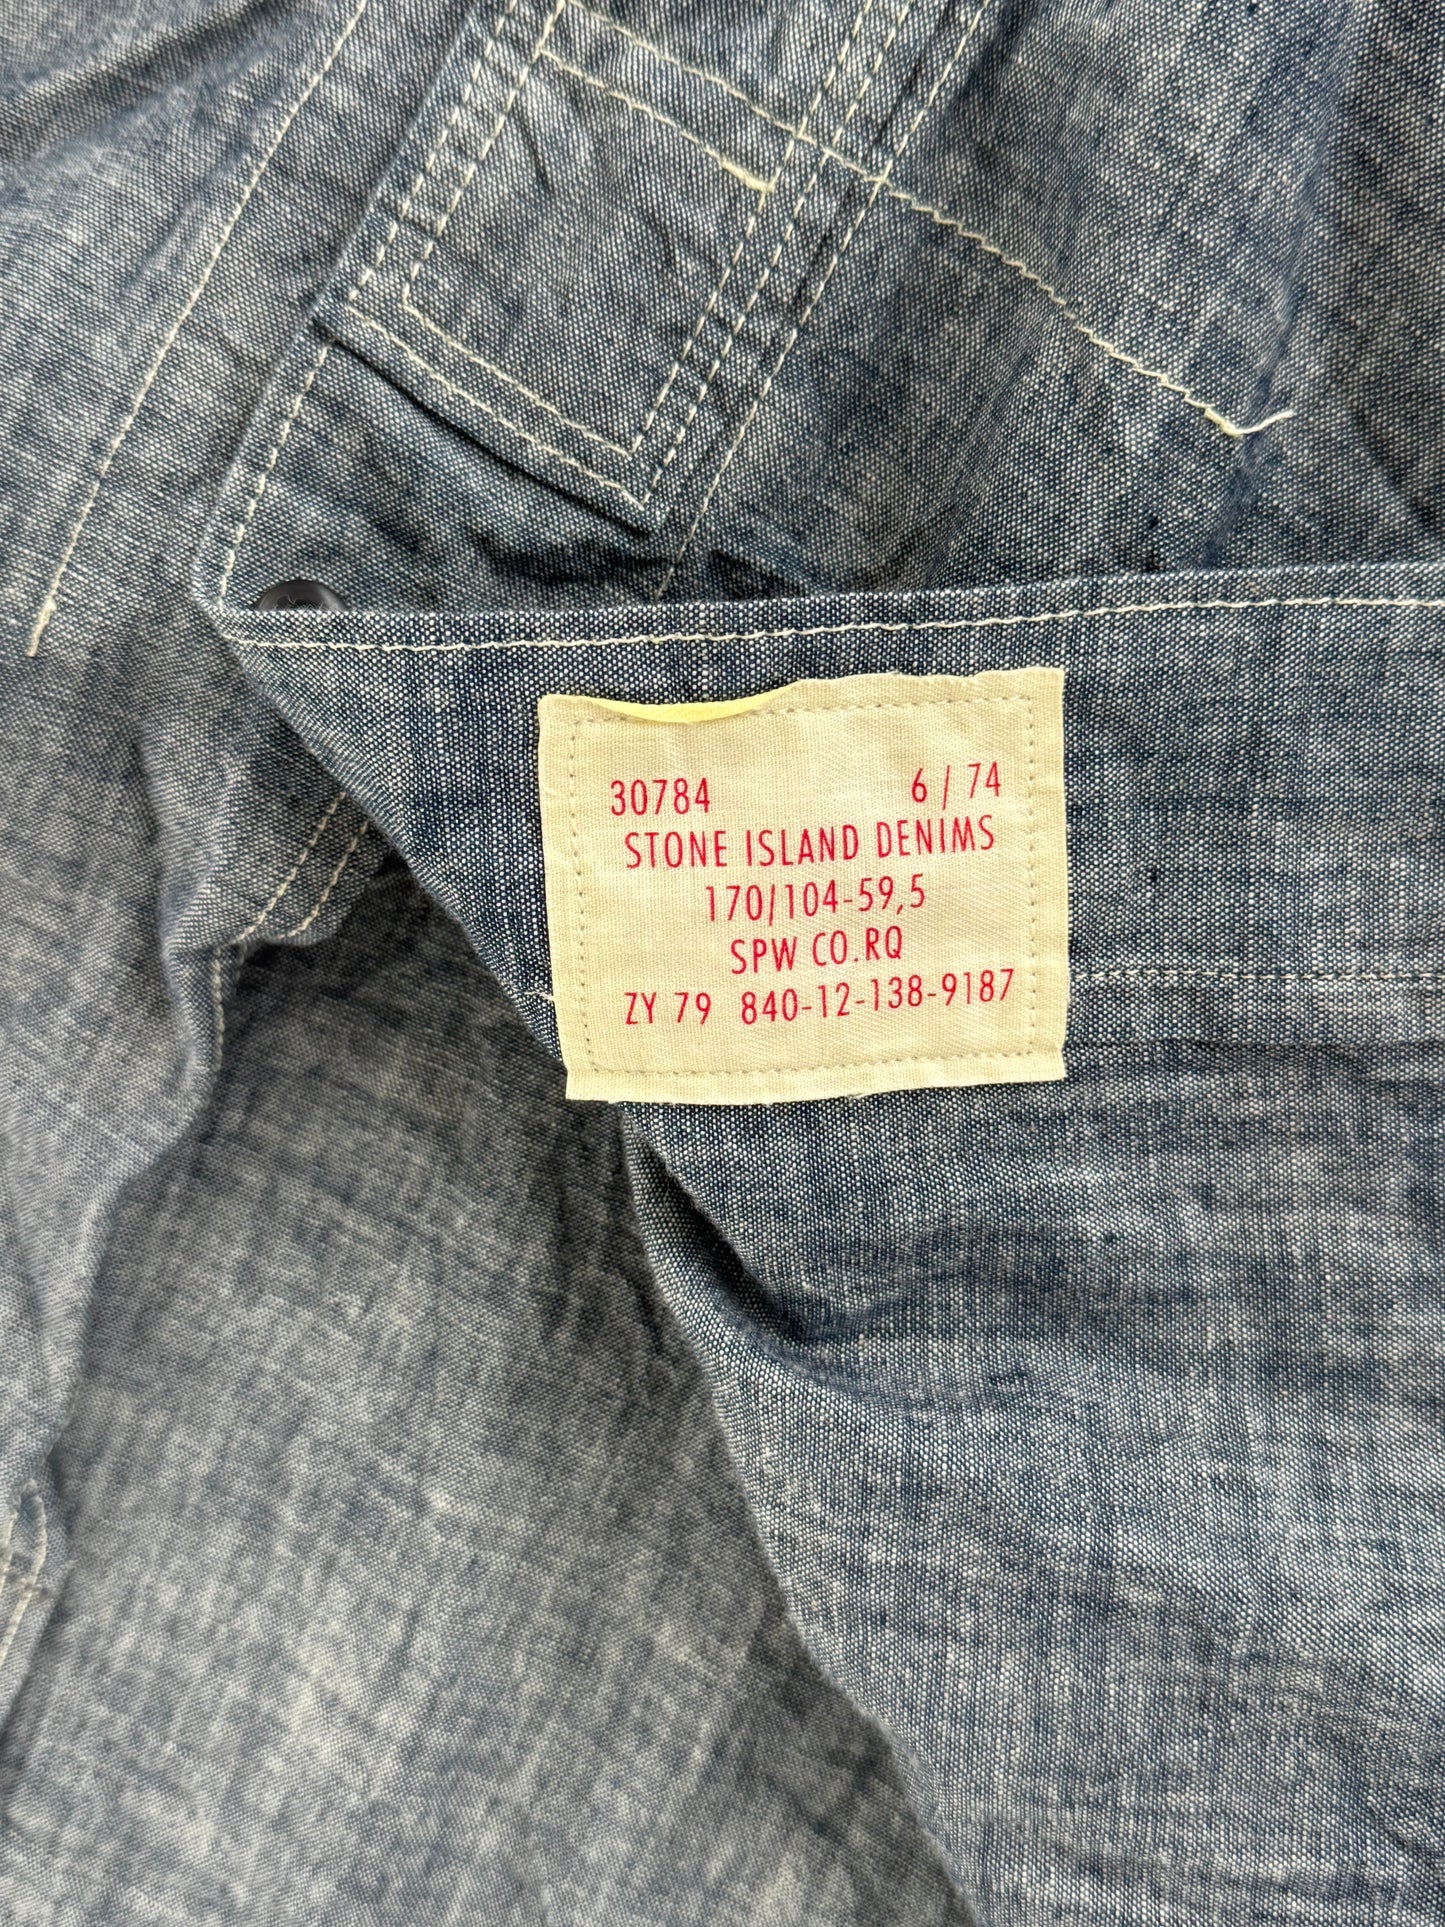 30784 6 / 74
STONE ISLAND DENIMS
170/104-59,5
SPW CO.RQ
ZY 79 840-12-138-9187